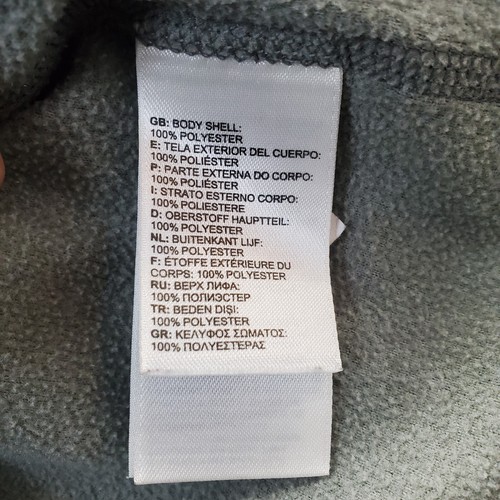 GB: BODY SHELL:
100% POLYESTER
E: TELA EXTERIOR DEL CUERPO:
100% POLIÉSTER
P: PARTE EXTERNA DO CORPO:
100% POLIÉSTER
I: STRATO ESTERNO CORPO:
100% POLIESTERE
D: OBERSTOFF HAUPTTEIL:
100% POLYESTER
NL: BUITENKANT LIJF:
100% POLYESTER
F: ÉTOFFE EXTÉRIEURE DU
CORPS: 100% POLYESTER
RU: ВЕРХ ЛИФА:
100% ПОЛИЭСТЕР
TR: BEDEN DIŞI:
100% POLYESTER
GR: ΚΕΛΥΦΟΣ ΣΩΜΑΤΟΣ:
100% ΠΟΛΥΕΣΤΕΡΑΣ